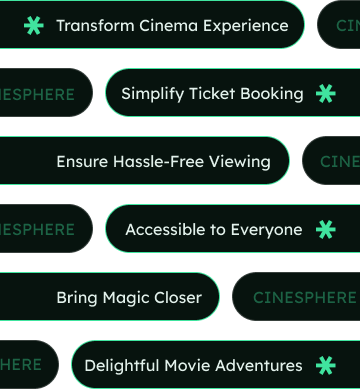 Transform Cinema Experience CIN
NESPHERE Simplify Ticket Booking
Ensure Hassle-Free Viewing CINE
NESPHERE Accessible to Everyone
Bring Magic Closer CINESPHERE
HERE Delightful Movie Adventures